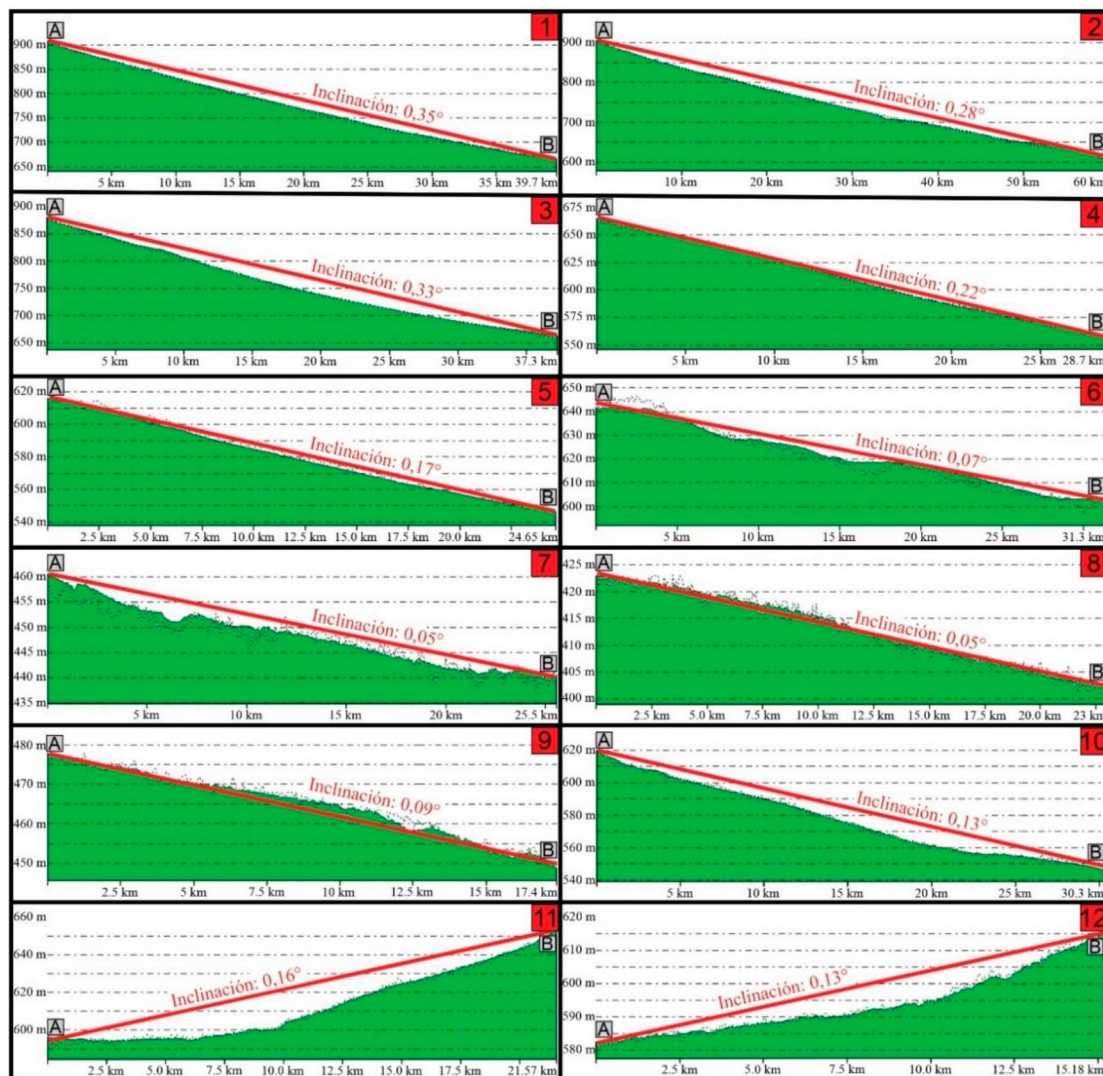 A
1
900 m
850 m
800 m
750 m
700 m
650 m
Inclinación: 0,35°
B
5 km 10 km 15 km 20 km 25 km 30 km 35 km 39.7 km
A
2
900 m
800 m
700 m
600 m
Inclinación: 0,28°
B
10 km 20 km 30 km 40 km 50 km 60 km
A
3
900 m
850 m
800 m
750 m
700 m
650 m
Inclinación: 0,33°
B
5 km 10 km 15 km 20 km 25 km 30 km 37.3 km
A
4
675 m
650 m
625 m
600 m
575 m
550 m
Inclinación: 0,22°
B
5 km 10 km 15 km 20 km 25 km 28.7 km
A
5
620 m
600 m
580 m
560 m
540 m
Inclinación: 0,17°
B
2.5 km 5.0 km 7.5 km 10.0 km 12.5 km 15.0 km 17.5 km 20.0 km 24.65 km
A
6
650 m
640 m
630 m
620 m
610 m
600 m
Inclinación: 0,07°
B
5 km 10 km 15 km 20 km 25 km 31.3 km
A
7
460 m
455 m
450 m
445 m
440 m
435 m
Inclinación: 0,05°
B
5 km 10 km 15 km 20 km 25.5 km
A
8
425 m
420 m
415 m
410 m
405 m
400 m
Inclinación: 0,05°
B
2.5 km 5.0 km 7.5 km 10.0 km 12.5 km 15.0 km 17.5 km 20.0 km 23 km
A
9
480 m
470 m
460 m
450 m
Inclinación: 0,09°
B
2.5 km 5 km 7.5 km 10 km 12.5 km 15 km 17.4 km
A
10
620 m
600 m
580 m
560 m
540 m
Inclinación: 0,13°
B
5 km 10 km 15 km 20 km 25 km 30.3 km
660 m
11
B
640 m
620 m
600 m
Inclinación: 0,16°
A
2.5 km 5.0 km 7.5 km 10.0 km 12.5 km 15.0 km 17.5 km 21.57 km
620 m
12
B
610 m
600 m
590 m
580 m
Inclinación: 0,13°
A
2.5 km 5.0 km 7.5 km 10.0 km 12.5 km 15.18 km